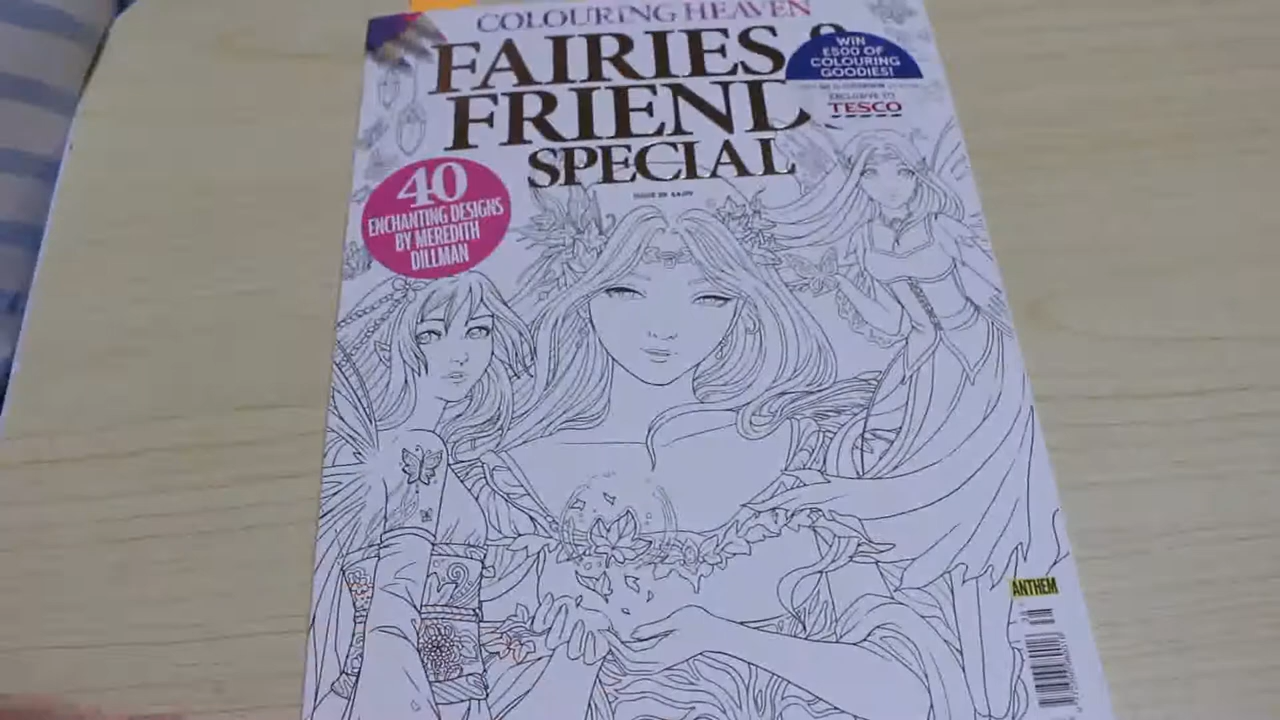 COLOURING HEAVEN
FAIRIES &
FRIEND
SPECIAL
WIN
£500 OF
COLOURING
GOODIES!
EXCLUSIVE TO
TESCO
40
ENCHANTING DESIGNS
BY MEREDITH
DILLMAN
ANTHEM